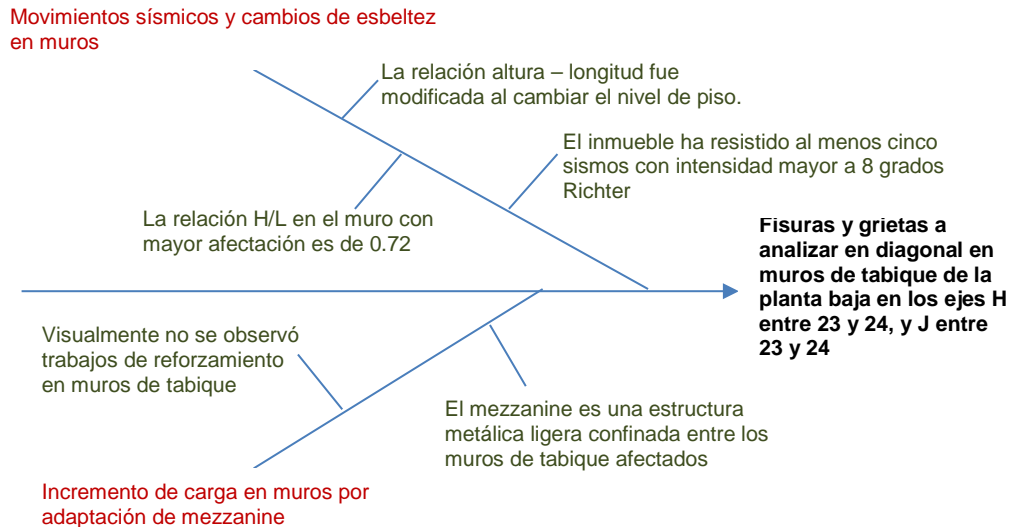 Movimientos sísmicos y cambios de esbeltez
en muros
La relación altura – longitud fue
modificada al cambiar el nivel de piso.
El inmueble ha resistido al menos cinco
sismos con intensidad mayor a 8 grados
Richter
La relación H/L en el muro con
mayor afectación es de 0.72
Fisuras y grietas a
analizar en diagonal en
muros de tabique de la
planta baja en los ejes H
entre 23 y 24, y J entre
23 y 24
Visualmente no se observó
trabajos de reforzamiento
en muros de tabique
El mezzanine es una estructura
metálica ligera confinada entre los
muros de tabique afectados
Incremento de carga en muros por
adaptación de mezzanine